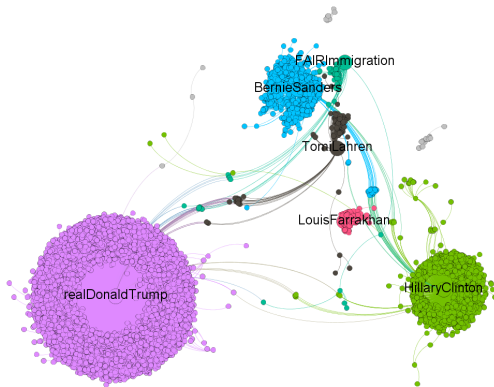 FAIRImmigration
BernieSanders
TomiLahren
LouisFarrakhan
HillaryClinton
realDonaldTrump